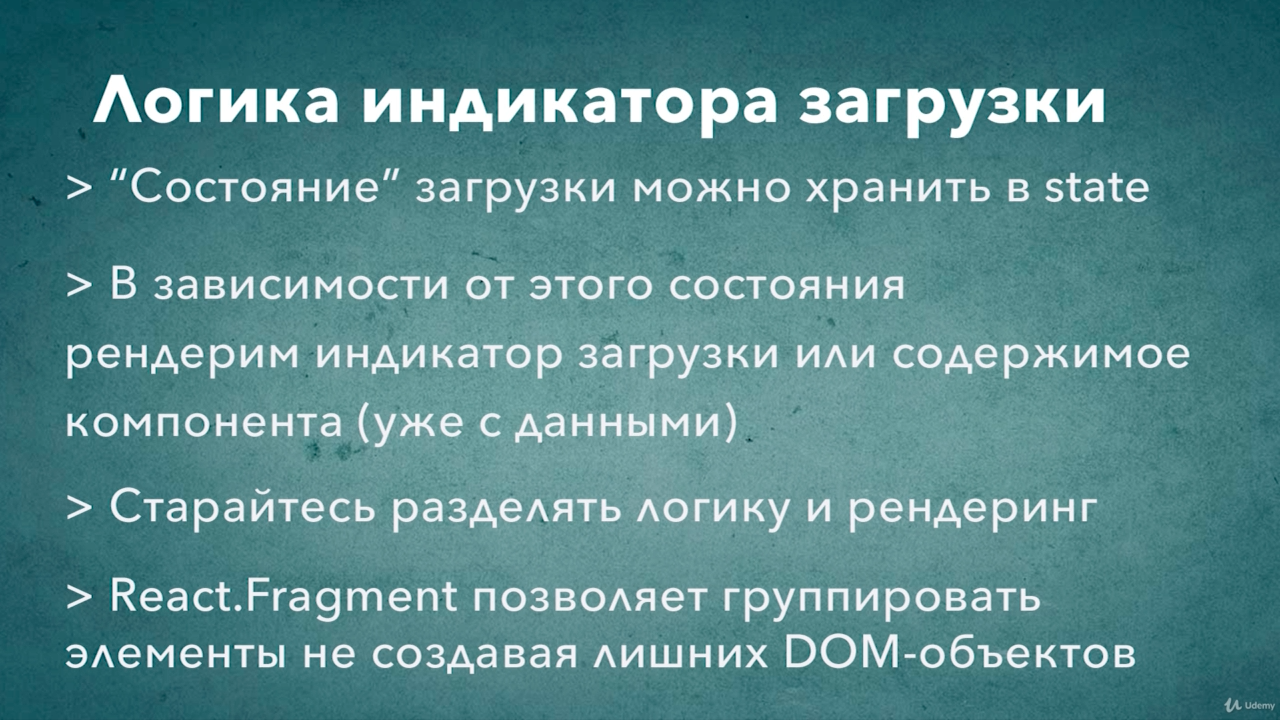 Логика индикатора загрузки
> “Состояние” загрузки можно хранить в state
> В зависимости от этого состояния
рендерим индикатор загрузки или содержимое
компонента (уже с данными)
> Старайтесь разделять логику и рендеринг
> React.Fragment позволяет группировать
элементы не создавая лишних DOM-объектов
Udemy